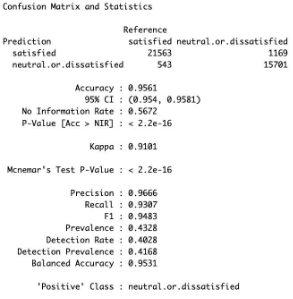 Confusion Matrix and Statistics
Reference
Prediction satisfied neutral.or.dissatisfied
satisfied 21563 1169
neutral.or.dissatisfied 543 15701
Accuracy : 0.9561
95% CI : (0.954, 0.9581)
No Information Rate : 0.5672
P-Value [Acc > NIR] : < 2.2e-16
Kappa : 0.9101
Mcnemar's Test P-Value : < 2.2e-16
Precision : 0.9666
Recall : 0.9307
F1 : 0.9483
Prevalence : 0.4328
Detection Rate : 0.4028
Detection Prevalence : 0.4168
Balanced Accuracy : 0.9531
'Positive' Class : neutral.or.dissatisfied